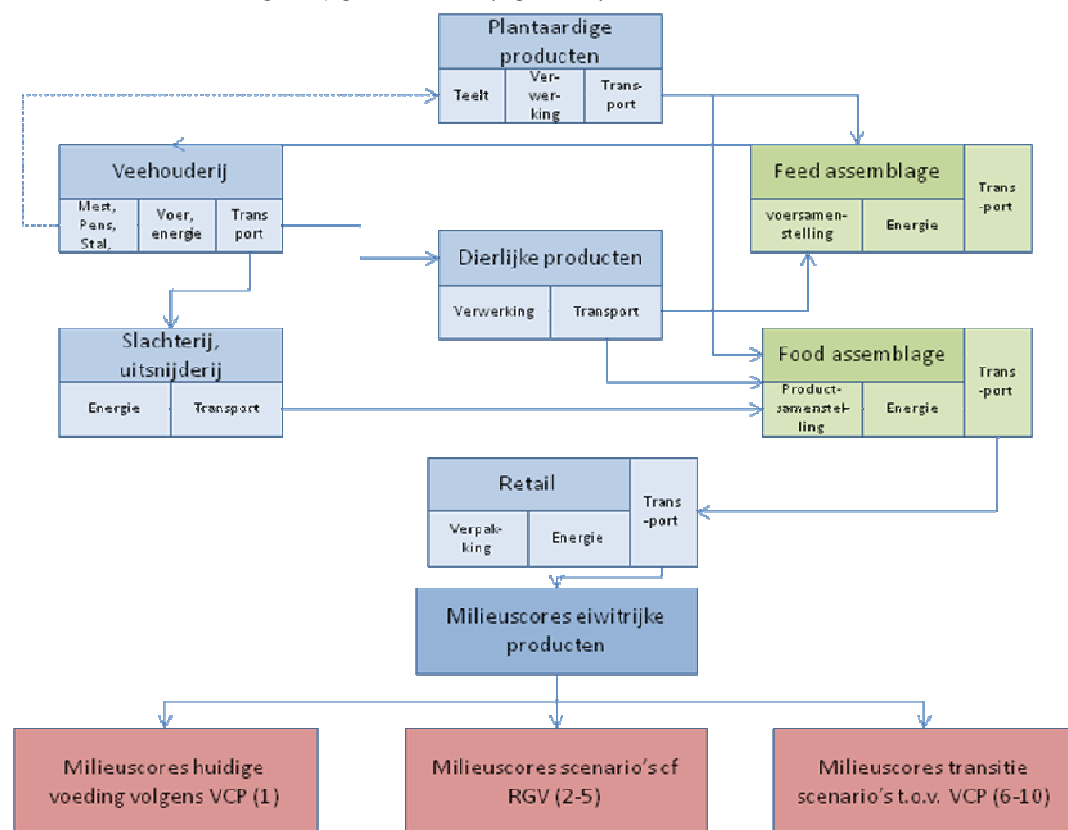 Plantaardige
producten
Teelt
Ver-
wer-
king
Trans-
port
Veehouderij
Mest,
Pens,
Stal,
Voer,
energie
Trans
port
Feed assemblage
voersamen-
stelling
Energie
Trans
-port
Dierlijke producten
Verwerking
Transport
Slachterij,
uitsnijderij
Energie
Transport
Food assemblage
Product-
samenstel-
ling
Energie
Trans
-port
Retail
Verpak-
king
Energie
Trans
-port
Milieuscores eiwitrijke
producten
Milieuscores huidige
voeding volgens VCP (1)
Milieuscores scenario's cf
RGV (2-5)
Milieuscores transitie
scenario's t.o.v. VCP (6-10)